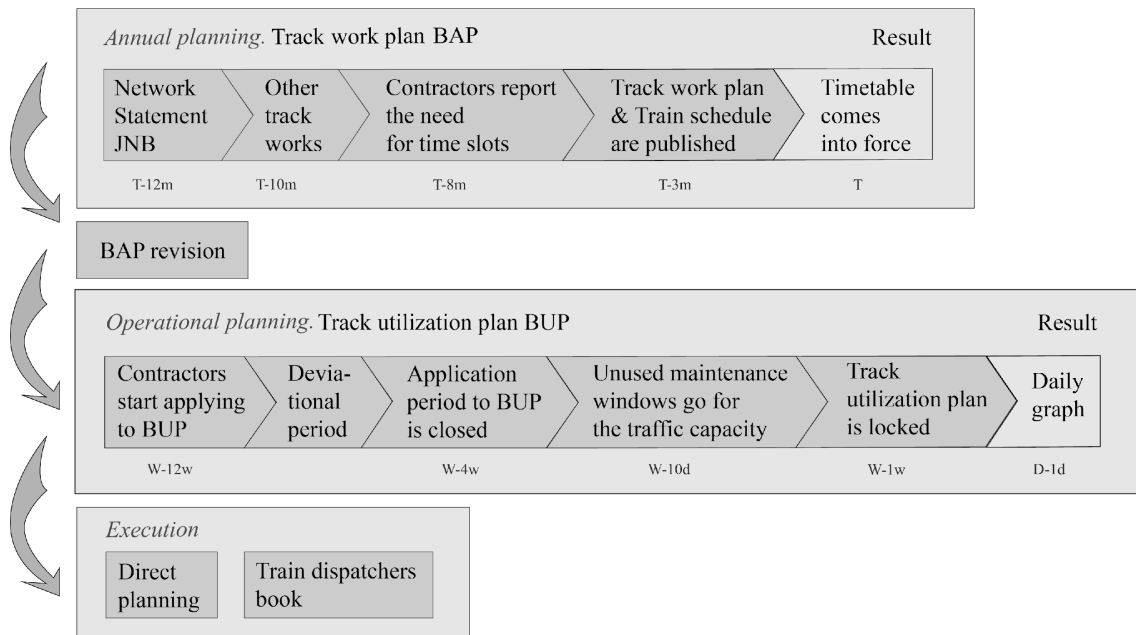 Annual planning. Track work plan BAP
Result
Network
Statement
JNB
Other
track
works
Contractors report
the need
for time slots
Track work plan
& Train schedule
are published
Timetable
comes
into force
T-12m
T-10m
T-8m
T-3m
T
BAP revision
Operational planning. Track utilization plan BUP
Result
Contractors
start applying
to BUP
Devia-
tional
period
Application
period to BUP
is closed
Unused maintenance
windows go for
the traffic capacity
Track
utilization plan
is locked
Daily
graph
W-12w
W-4w
W-10d
W-1w
D-1d
Execution
Direct
planning
Train dispatchers
book